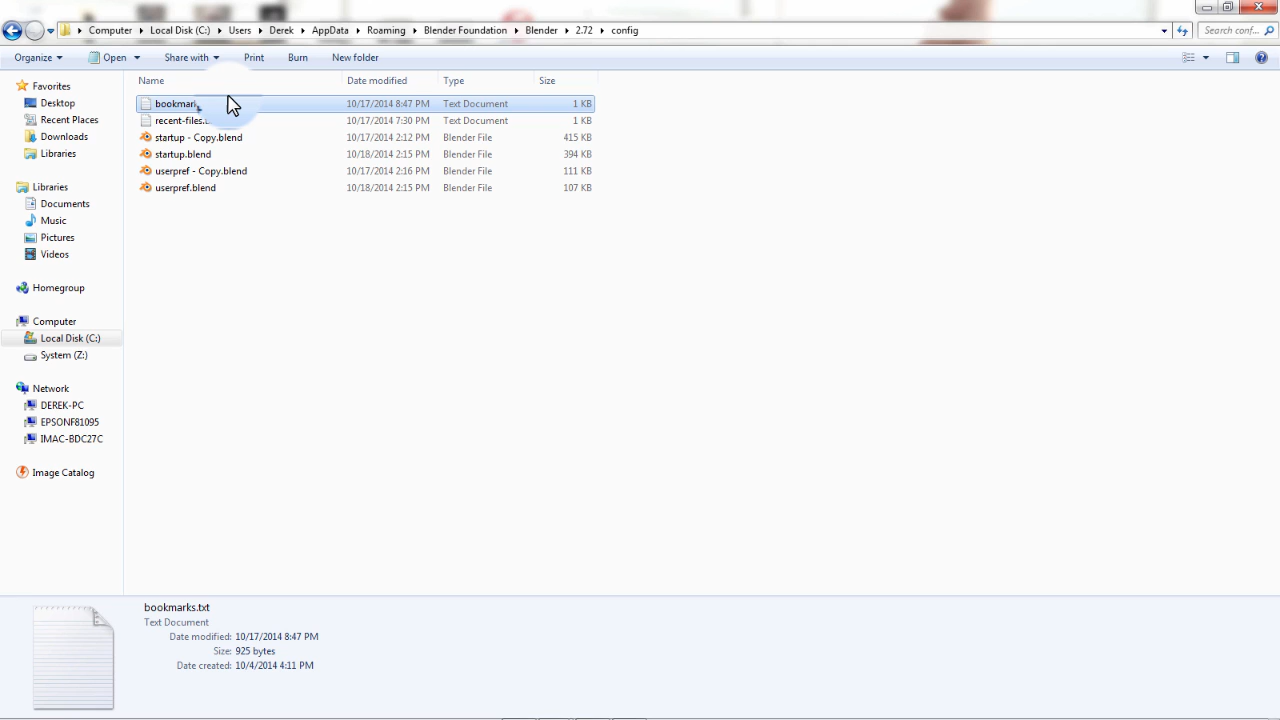 Computer Local Disk (C:) Users Derek AppData Roaming Blender Foundation Blender 2.72 config Search conf...
Organize Open Share with Print Burn New folder
Name Date modified Type Size
Favorites
Desktop
Recent Places
Downloads
Libraries
Libraries
Documents
Music
Pictures
Videos
Homegroup
Computer
Local Disk (C:)
System (Z:)
Network
DEREK-PC
EPSONF81095
IMAC-BDC27C
Image Catalog
10/17/2014 8:47 PM Text Document 1 KB
10/17/2014 7:30 PM Text Document 1 KB
startup - Copy.blend 10/17/2014 2:12 PM Blender File 415 KB
startup.blend 10/18/2014 2:15 PM Blender File 394 KB
userpref - Copy.blend 10/17/2014 2:16 PM Blender File 111 KB
userpref.blend 10/18/2014 2:15 PM Blender File 107 KB
bookmarks.txt
Text Document
Date modified: 10/17/2014 8:47 PM
Size: 925 bytes
Date created: 10/4/2014 4:11 PM